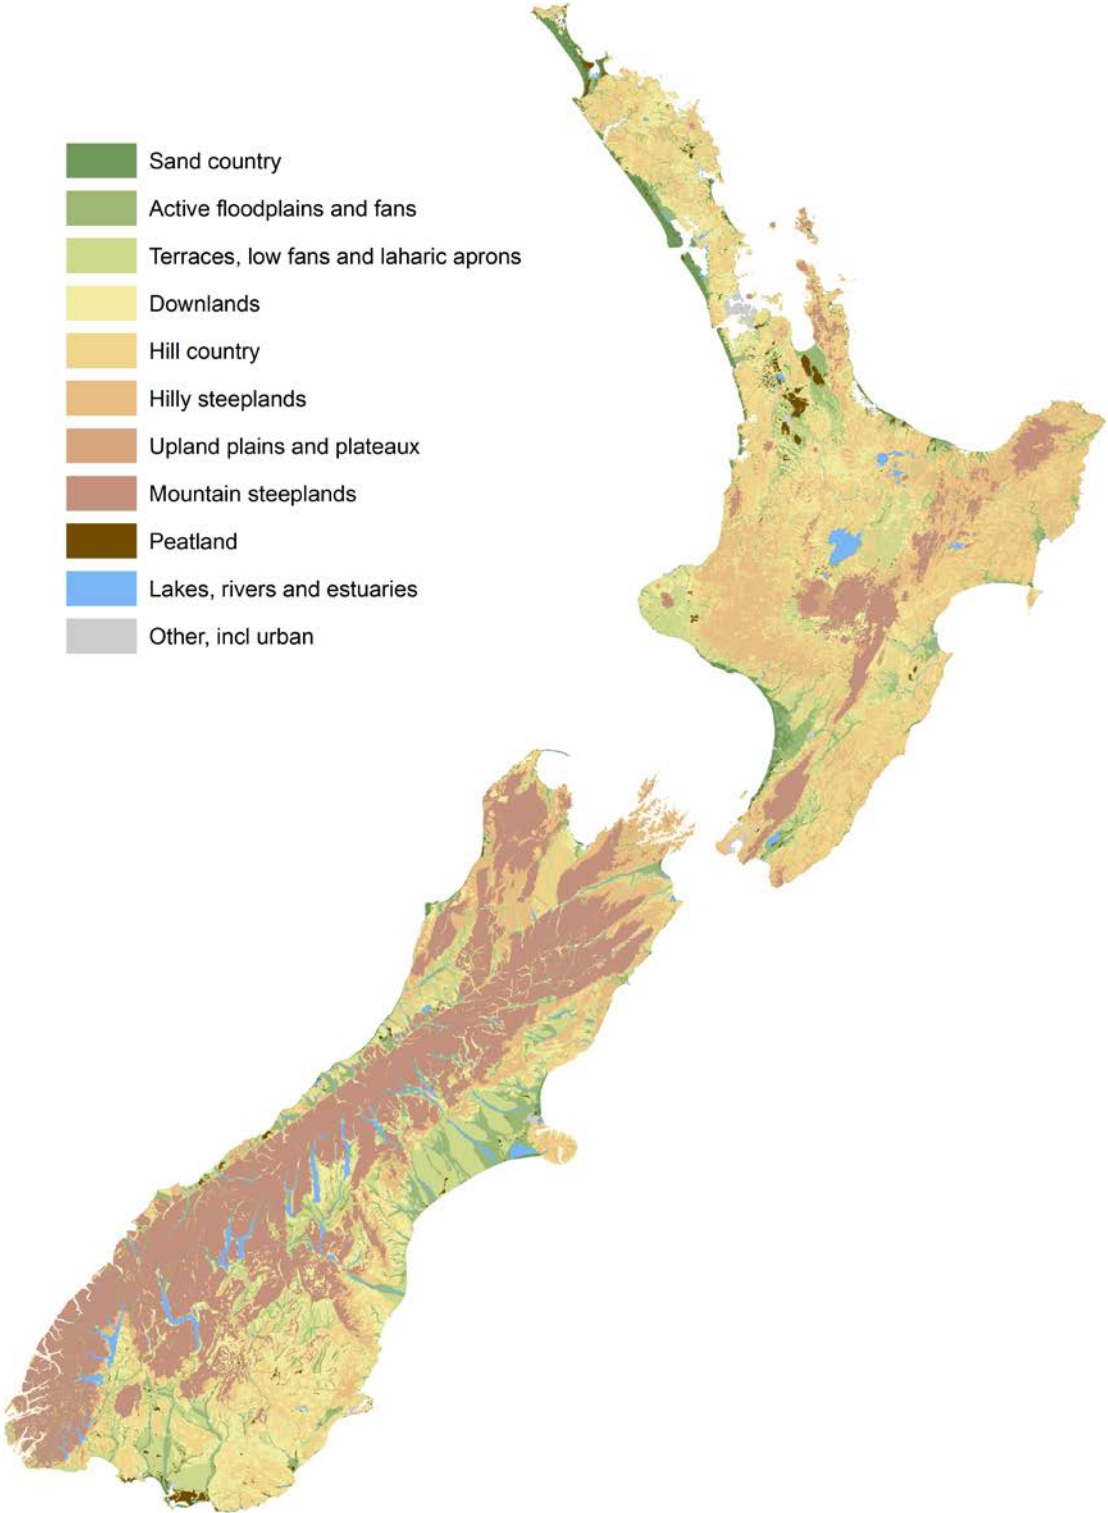 Sand country
Active floodplains and fans
Terraces, low fans and laharic aprons
Downlands
Hill country
Hilly steeplands
Upland plains and plateaux
Mountain steeplands
Peatland
Lakes, rivers and estuaries
Other, incl urban